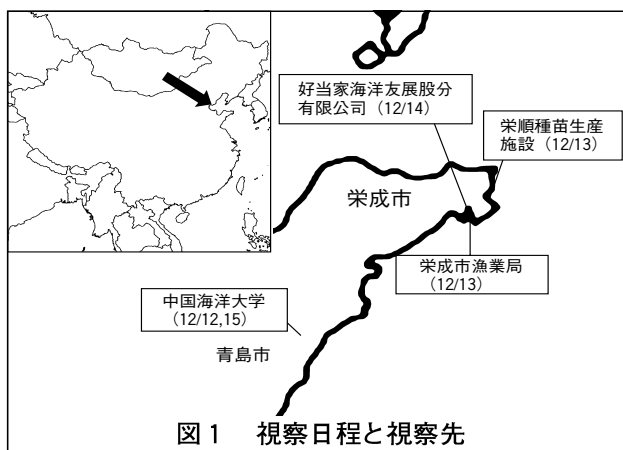 好当家海洋友展股分
有限公司（12/14）
栄順種苗生産
施設（12/13）
栄成市
栄成市漁業局
（12/13）
中国海洋大学
（12/12,15）
青島市
図１　視察日程と視察先